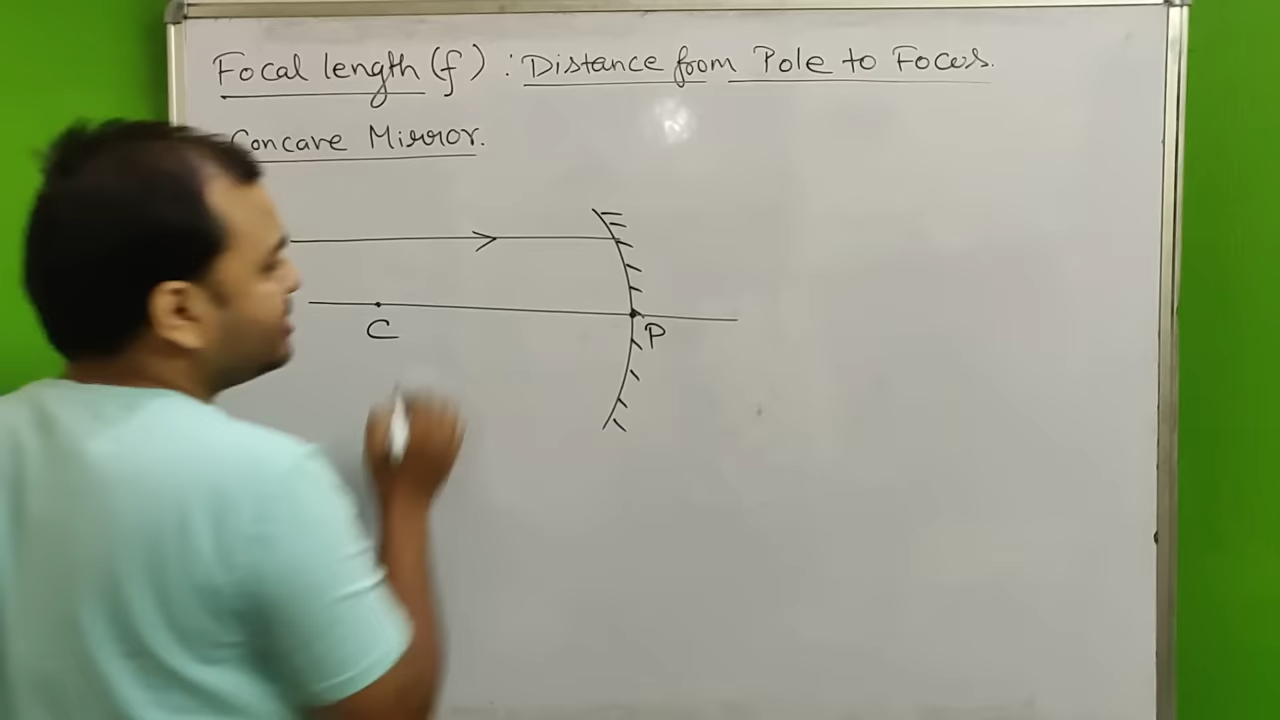 Focal length (f) : Distance from Pole to Focus.
Concave Mirror.
C
P